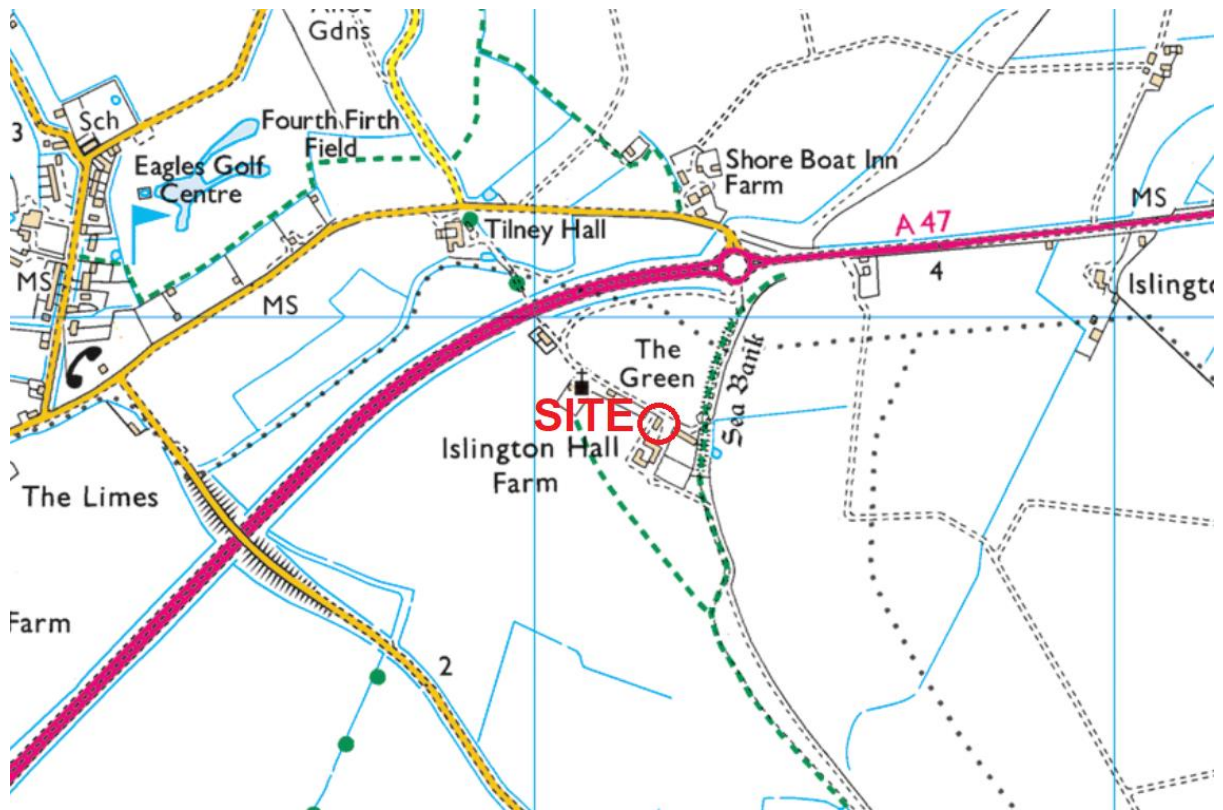 Gdns
Sch
3
Fourth Firth
Field
Eagles Golf
Centre
Shore Boat Inn
Farm
MS
A 47
Tilney Hall
4
MS
MS
The
Green
Sea Bank
SITE
Islington Hall
Farm
The Limes
Farm
2